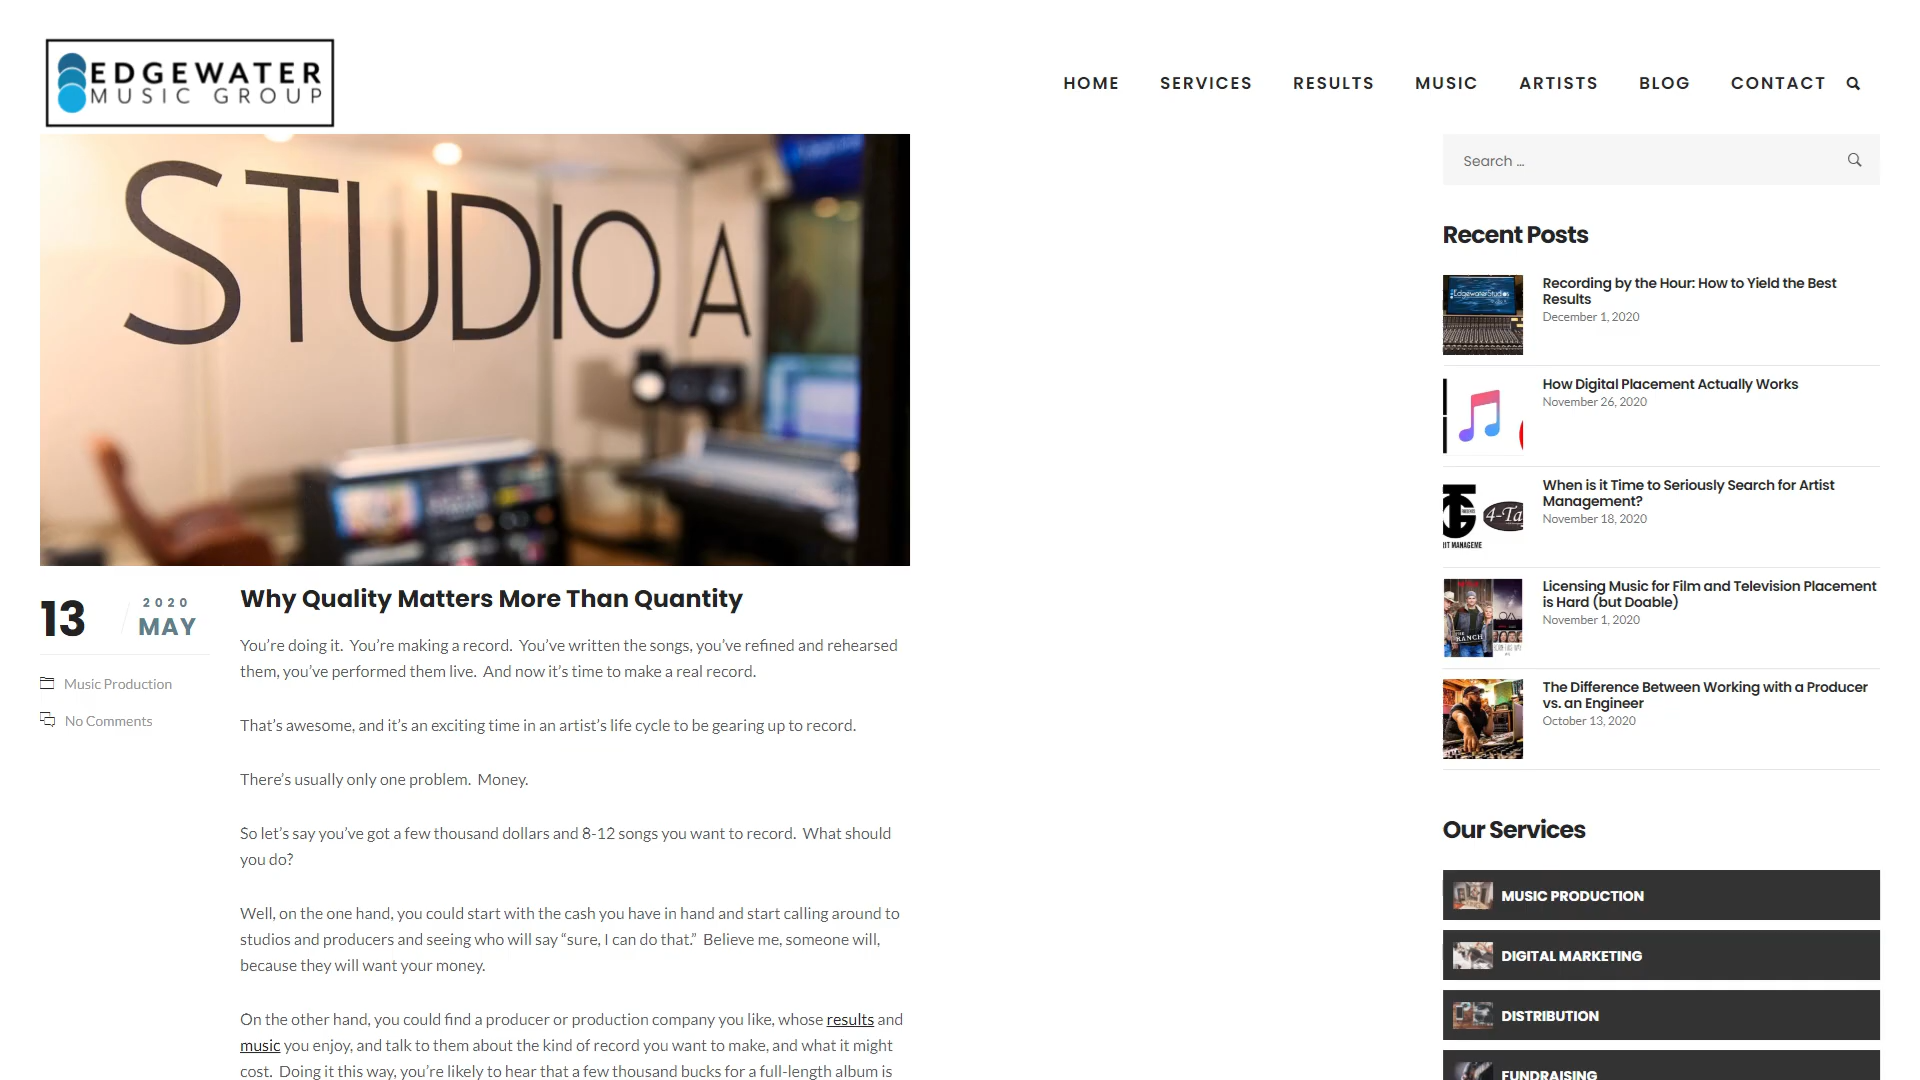 EDGEWATER
MUSIC GROUP
HOME SERVICES RESULTS MUSIC ARTISTS BLOG CONTACT
STUDIO A
13
2020
MAY
Music Production
No Comments
Why Quality Matters More Than Quantity
You’re doing it.  You’re making a record.  You’ve written the songs, you’ve refined and rehearsed
them, you’ve performed them live.  And now it’s time to make a real record.
That’s awesome, and it’s an exciting time in an artist’s life cycle to be gearing up to record.
There’s usually only one problem.  Money.
So let’s say you’ve got a few thousand dollars and 8-12 songs you want to record.  What should
you do?
Well, on the one hand, you could start with the cash you have in hand and start calling around to
studios and producers and seeing who will say “sure, I can do that.”  Believe me, someone will,
because they will want your money.
On the other hand, you could find a producer or production company you like, whose results and
music you enjoy, and talk to them about the kind of record you want to make, and what it might
cost.  Doing it this way, you’re likely to hear that a few thousand bucks for a full-length album is
Search …
Recent Posts
EdgewaterStudios
Recording by the Hour: How to Yield the Best
Results
December 1, 2020
How Digital Placement Actually Works
November 26, 2020
4-Ta
When is it Time to Seriously Search for Artist
Management?
November 18, 2020
RANCH
Licensing Music for Film and Television Placement
is Hard (but Doable)
November 1, 2020
The Difference Between Working with a Producer
vs. an Engineer
October 13, 2020
Our Services
MUSIC PRODUCTION
DIGITAL MARKETING
DISTRIBUTION
FUNDRAISING